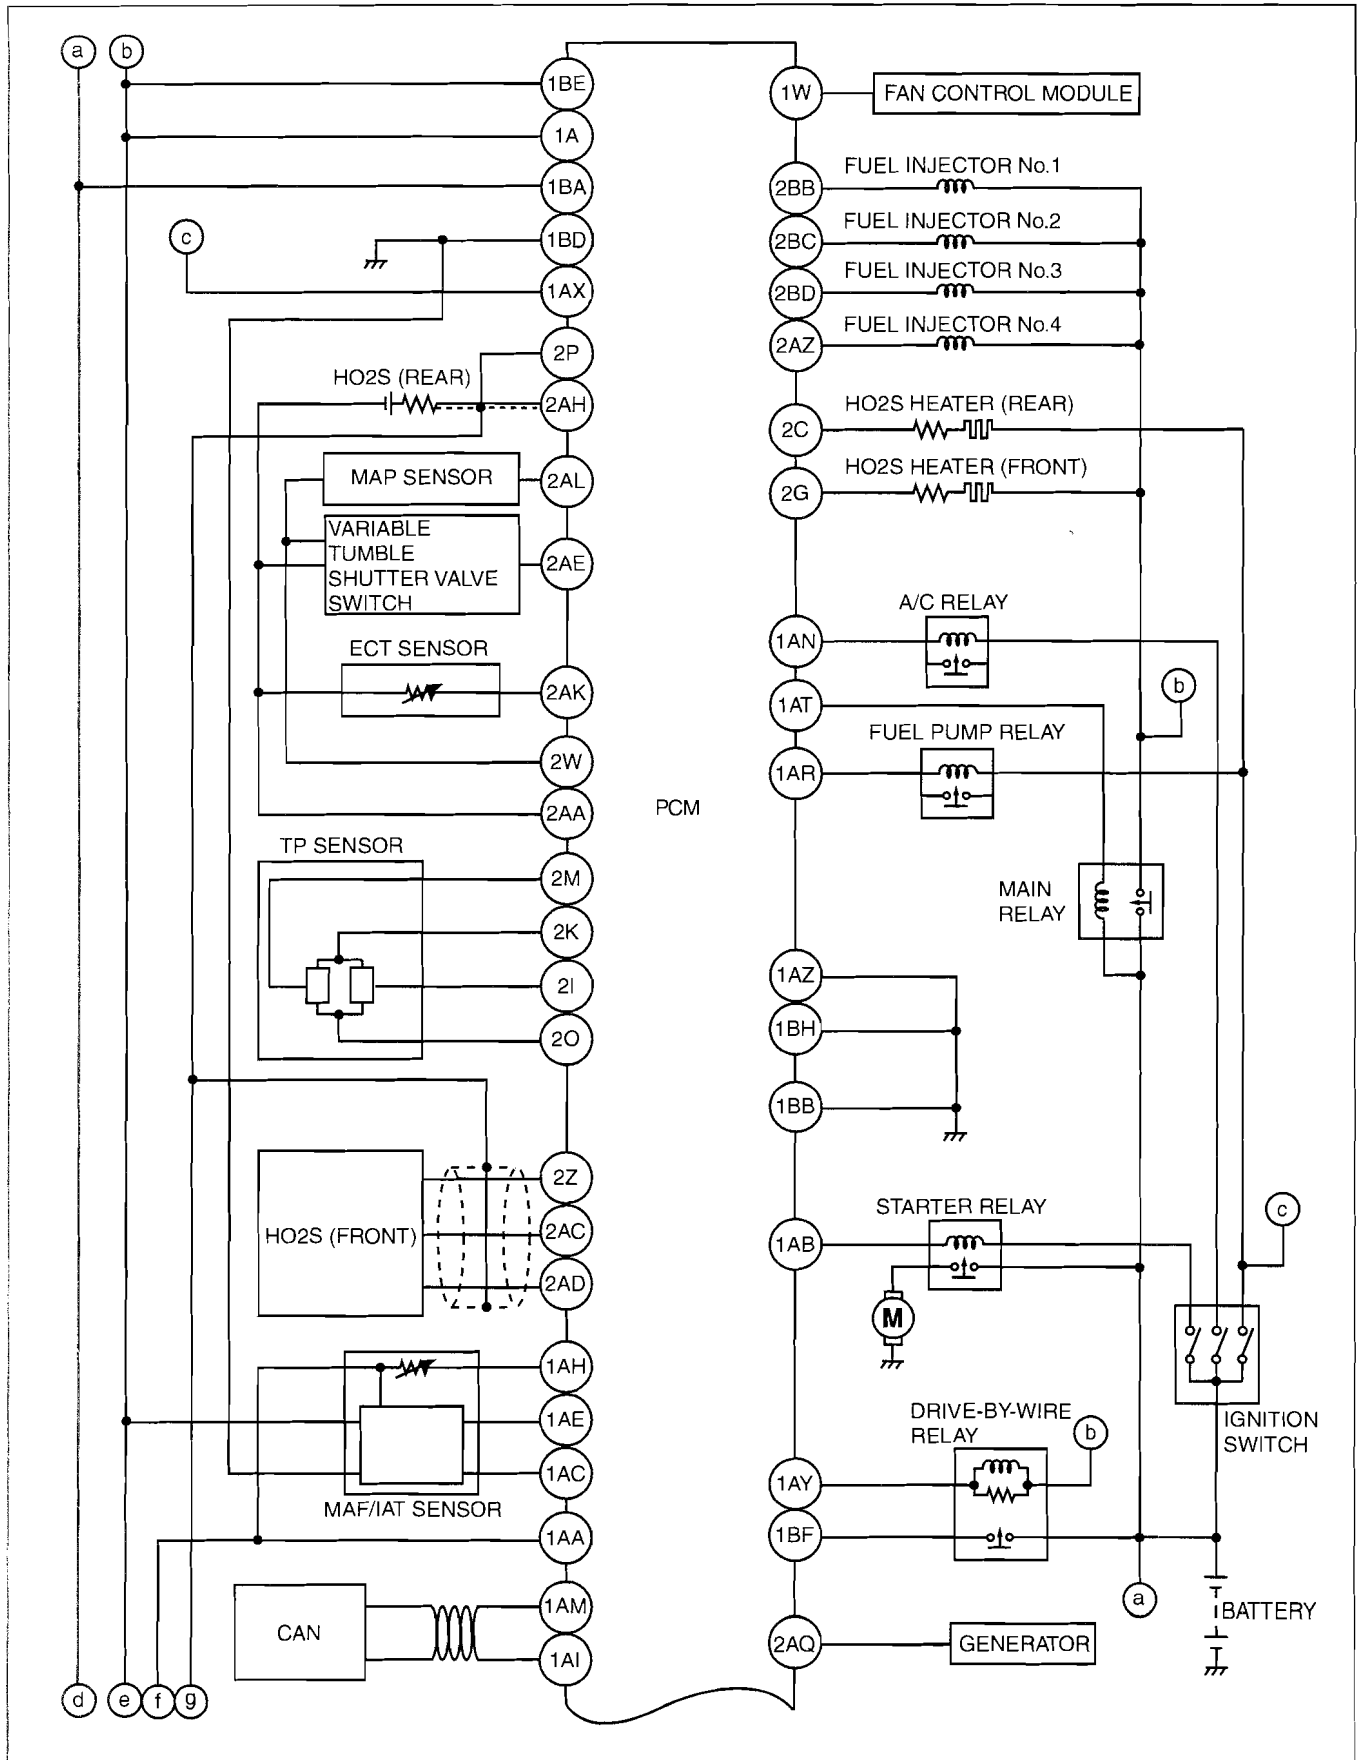 a
b
1BE
1A
1BA
c
1BD
1AX
2P
HO2S (REAR)
2AH
MAP SENSOR
2AL
VARIABLE
TUMBLE
SHUTTER VALVE
SWITCH
2AE
ECT SENSOR
2AK
2W
2AA
TP SENSOR
2M
2K
2I
2O
HO2S (FRONT)
2Z
2AC
2AD
1AH
1AE
1AC
MAF/IAT SENSOR
1AA
CAN
1AM
1AI
d
e
f
g
PCM
1W
FAN CONTROL MODULE
FUEL INJECTOR No.1
2BB
FUEL INJECTOR No.2
2BC
FUEL INJECTOR No.3
2BD
FUEL INJECTOR No.4
2AZ
HO2S HEATER (REAR)
2C
HO2S HEATER (FRONT)
2G
A/C RELAY
1AN
b
1AT
FUEL PUMP RELAY
1AR
MAIN
RELAY
1AZ
1BH
1BB
STARTER RELAY
1AB
c
M
IGNITION
SWITCH
DRIVE-BY-WIRE
RELAY
b
1AY
1BF
a
BATTERY
2AQ
GENERATOR